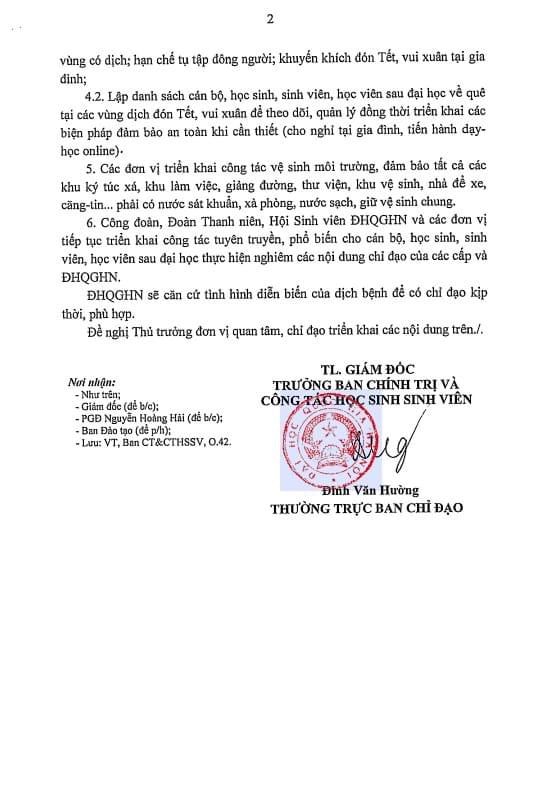 2
vùng có dịch; hạn chế tụ tập đông người; khuyến khích đón Tết, vui xuân tại gia
đình;
4.2. Lập danh sách cán bộ, học sinh, sinh viên, học viên sau đại học về quê
tại các vùng dịch đón Tết, vui xuân để theo dõi, quản lý đồng thời triển khai các
biện pháp đảm bảo an toàn khi cần thiết (cho nghỉ tại gia đình, tiến hành dạy-
học online).
5. Các đơn vị triển khai công tác vệ sinh môi trường, đảm bảo tất cả các
khu ký túc xá, khu làm việc, giảng đường, thư viện, khu vệ sinh, nhà để xe,
căng-tin... phải có nước sát khuẩn, xà phòng, nước sạch, giữ vệ sinh chung.
6. Công đoàn, Đoàn Thanh niên, Hội Sinh viên ĐHQGHN và các đơn vị
tiếp tục triển khai công tác tuyên truyền, phổ biến cho cán bộ, học sinh, sinh
viên, học viên sau đại học thực hiện nghiêm các nội dung chỉ đạo của các cấp và
ĐHQGHN.
ĐHQGHN sẽ căn cứ tình hình diễn biến của dịch bệnh để có chỉ đạo kịp
thời, phù hợp.
Đề nghị Thủ trưởng đơn vị quan tâm, chỉ đạo triển khai các nội dung trên./.
Nơi nhận:
- Như trên;
- Giám đốc (để b/c);
- PGĐ Nguyễn Hoàng Hải (để b/c);
- Ban Đào tạo (để p/h);
- Lưu: VT, Ban CT&CTHSSV, O.42.
TL. GIÁM ĐỐC
TRƯỞNG BAN CHÍNH TRỊ VÀ
CÔNG TÁC HỌC SINH SINH VIÊN
ĐẠI HỌC QUỐC GIA HÀ NỘI
Đinh Văn Hường
THƯỜNG TRỰC BAN CHỈ ĐẠO